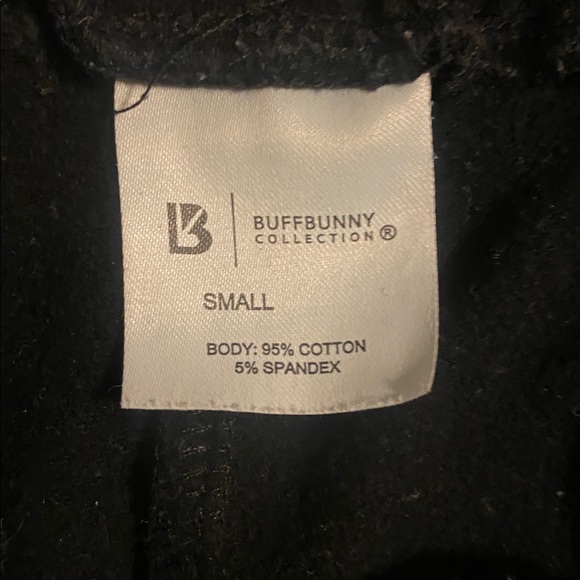 B
BUFFBUNNY
COLLECTION®
SMALL
BODY: 95% COTTON
5% SPANDEX